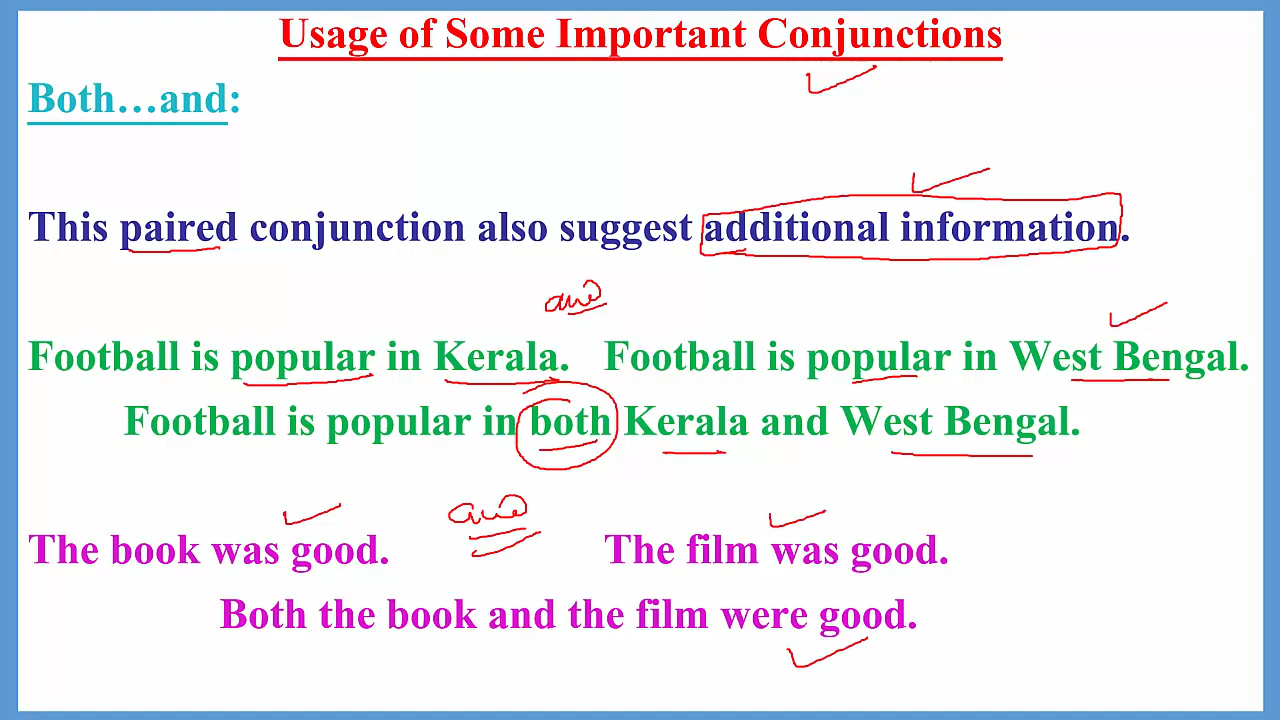 Usage of Some Important Conjunctions
Both…and:
This paired conjunction also suggest additional information.
and
Football is popular in Kerala. Football is popular in West Bengal.
Football is popular in both Kerala and West Bengal.
and
The book was good. The film was good.
Both the book and the film were good.